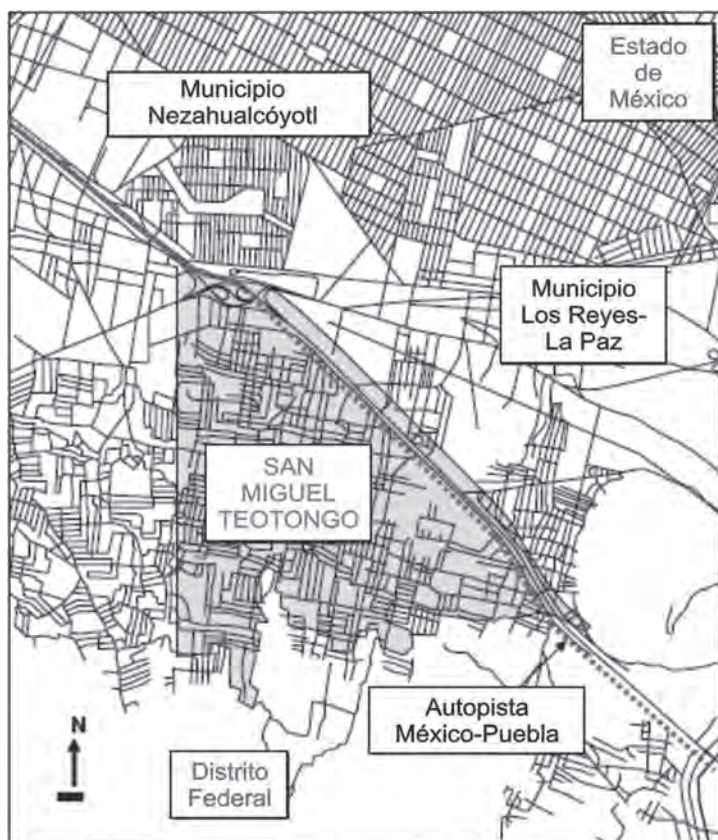 Estado
de
México
Municipio
Nezahualcóyotl
Municipio
Los Reyes-
La Paz
SAN
MIGUEL
TEOTONGO
Autopista
México-Puebla
N
Distrito
Federal